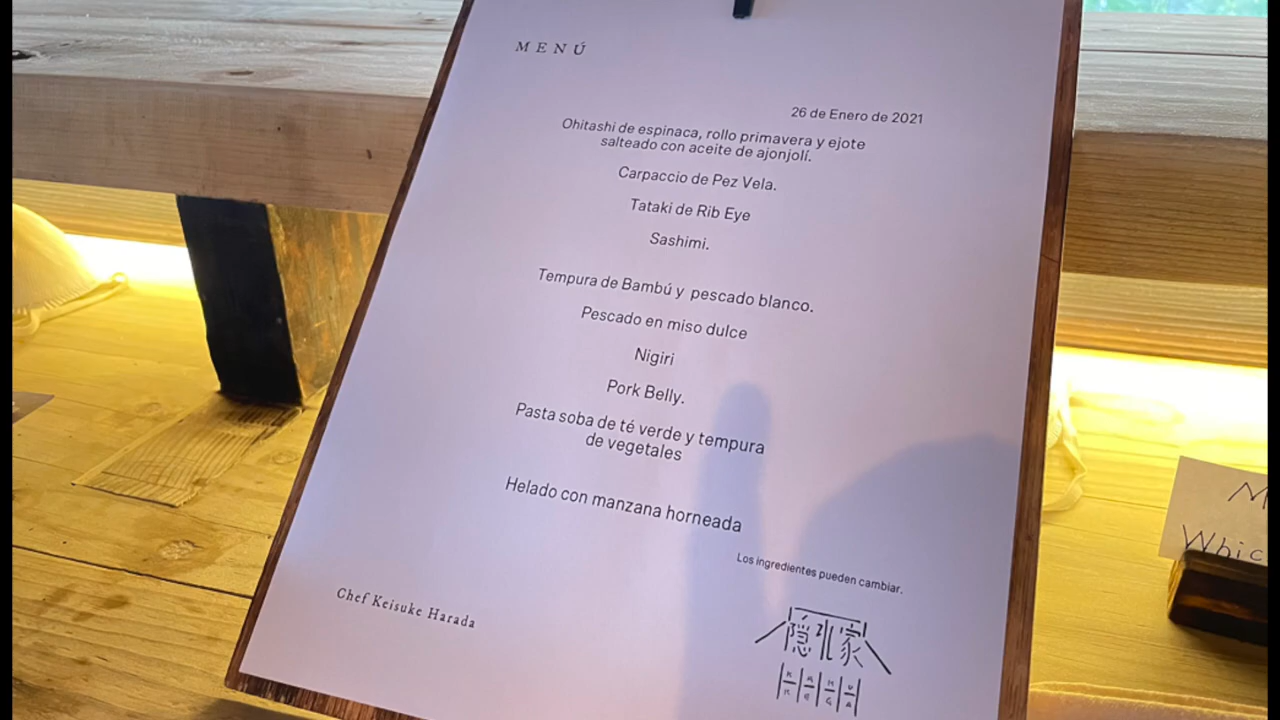 MENÚ
26 de Enero de 2021
Ohitashi de espinaca, rollo primavera y ejote
salteado con aceite de ajonjolí.
Carpaccio de Pez Vela.
Tataki de Rib Eye
Sashimi.
Tempura de Bambú y pescado blanco.
Pescado en miso dulce
Nigiri
Pork Belly.
Pasta soba de té verde y tempura
de vegetales
Helado con manzana horneada
Los ingredientes pueden cambiar.
Chef Keisuke Harada
隠れ家